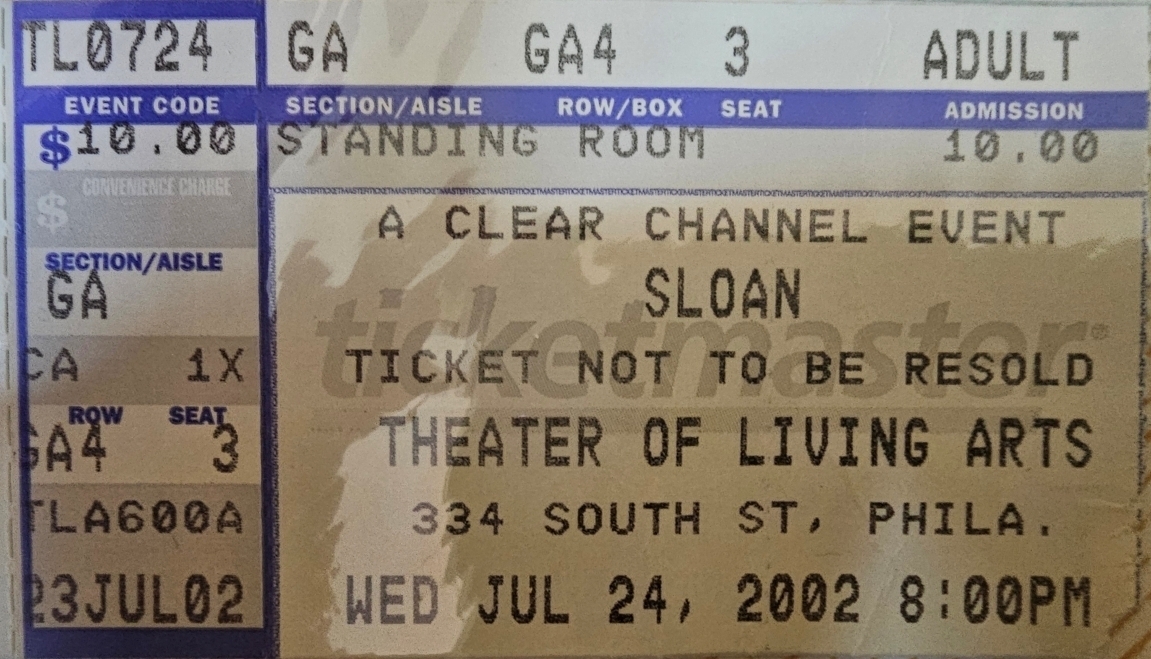 TL0724 GA GA4 3 ADULT
EVENT CODE SECTION/AISLE ROW/BOX SEAT ADMISSION
$10.00 STANDING ROOM 10.00
CONVENIENCE CHARGE
$
TICKETMASTERTICKETMASTERTICKETMASTER
A CLEAR CHANNEL EVENT
SECTION/AISLE
GA SLOAN
ticketmaster®
CA 1X TICKET NOT TO BE RESOLD
ROW SEAT
GA4 3 THEATER OF LIVING ARTS
TLA600A 334 SOUTH ST, PHILA.
23JUL02 WED JUL 24, 2002 8:00PM